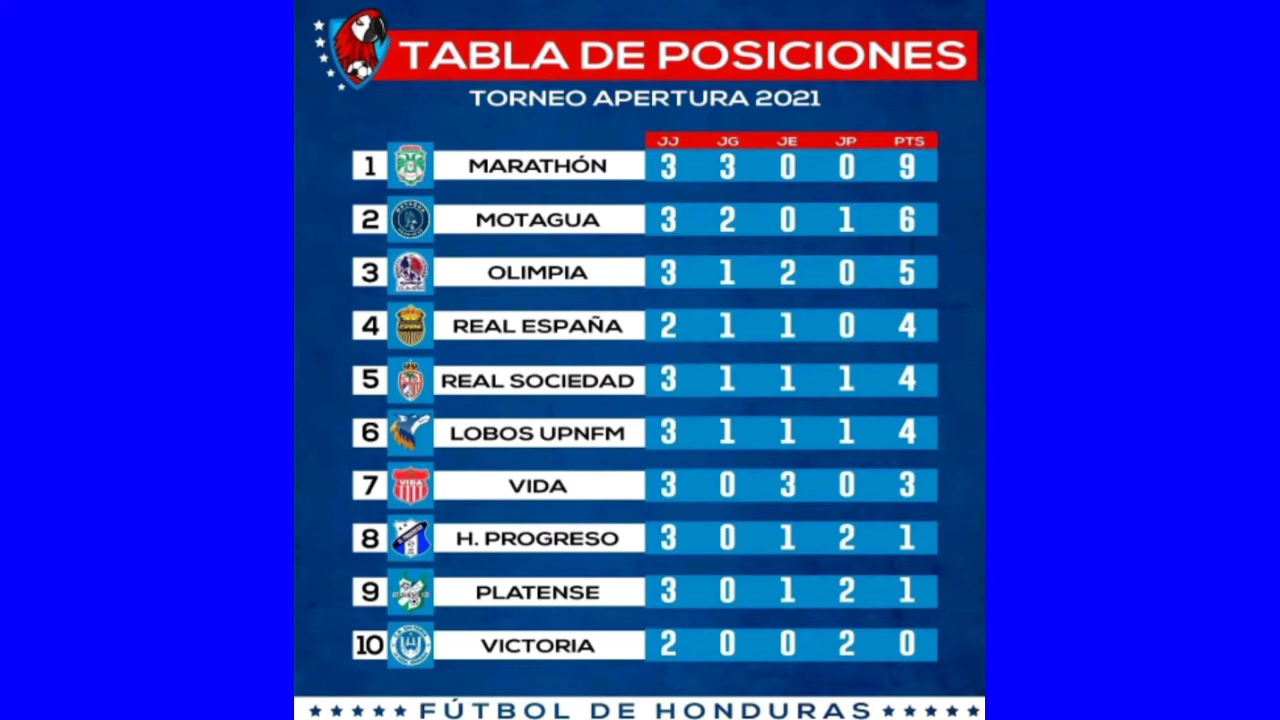 TABLA DE POSICIONES
TORNEO APERTURA 2021
JJ JG JE JP PTS
1 MARATHÓN 3 3 0 0 9
2 MOTAGUA 3 2 0 1 6
3 OLIMPIA 3 1 2 0 5
4 ESPAÑA REAL ESPAÑA 2 1 1 0 4
5 REAL SOCIEDAD 3 1 1 1 4
6 LOBOS UPNFM 3 1 1 1 4
7 VIDA VIDA 3 0 3 0 3
8 H. PROGRESO 3 0 1 2 1
9 PLATENSE 3 0 1 2 1
10 VICTORIA 2 0 0 2 0
FÚTBOL DE HONDURAS